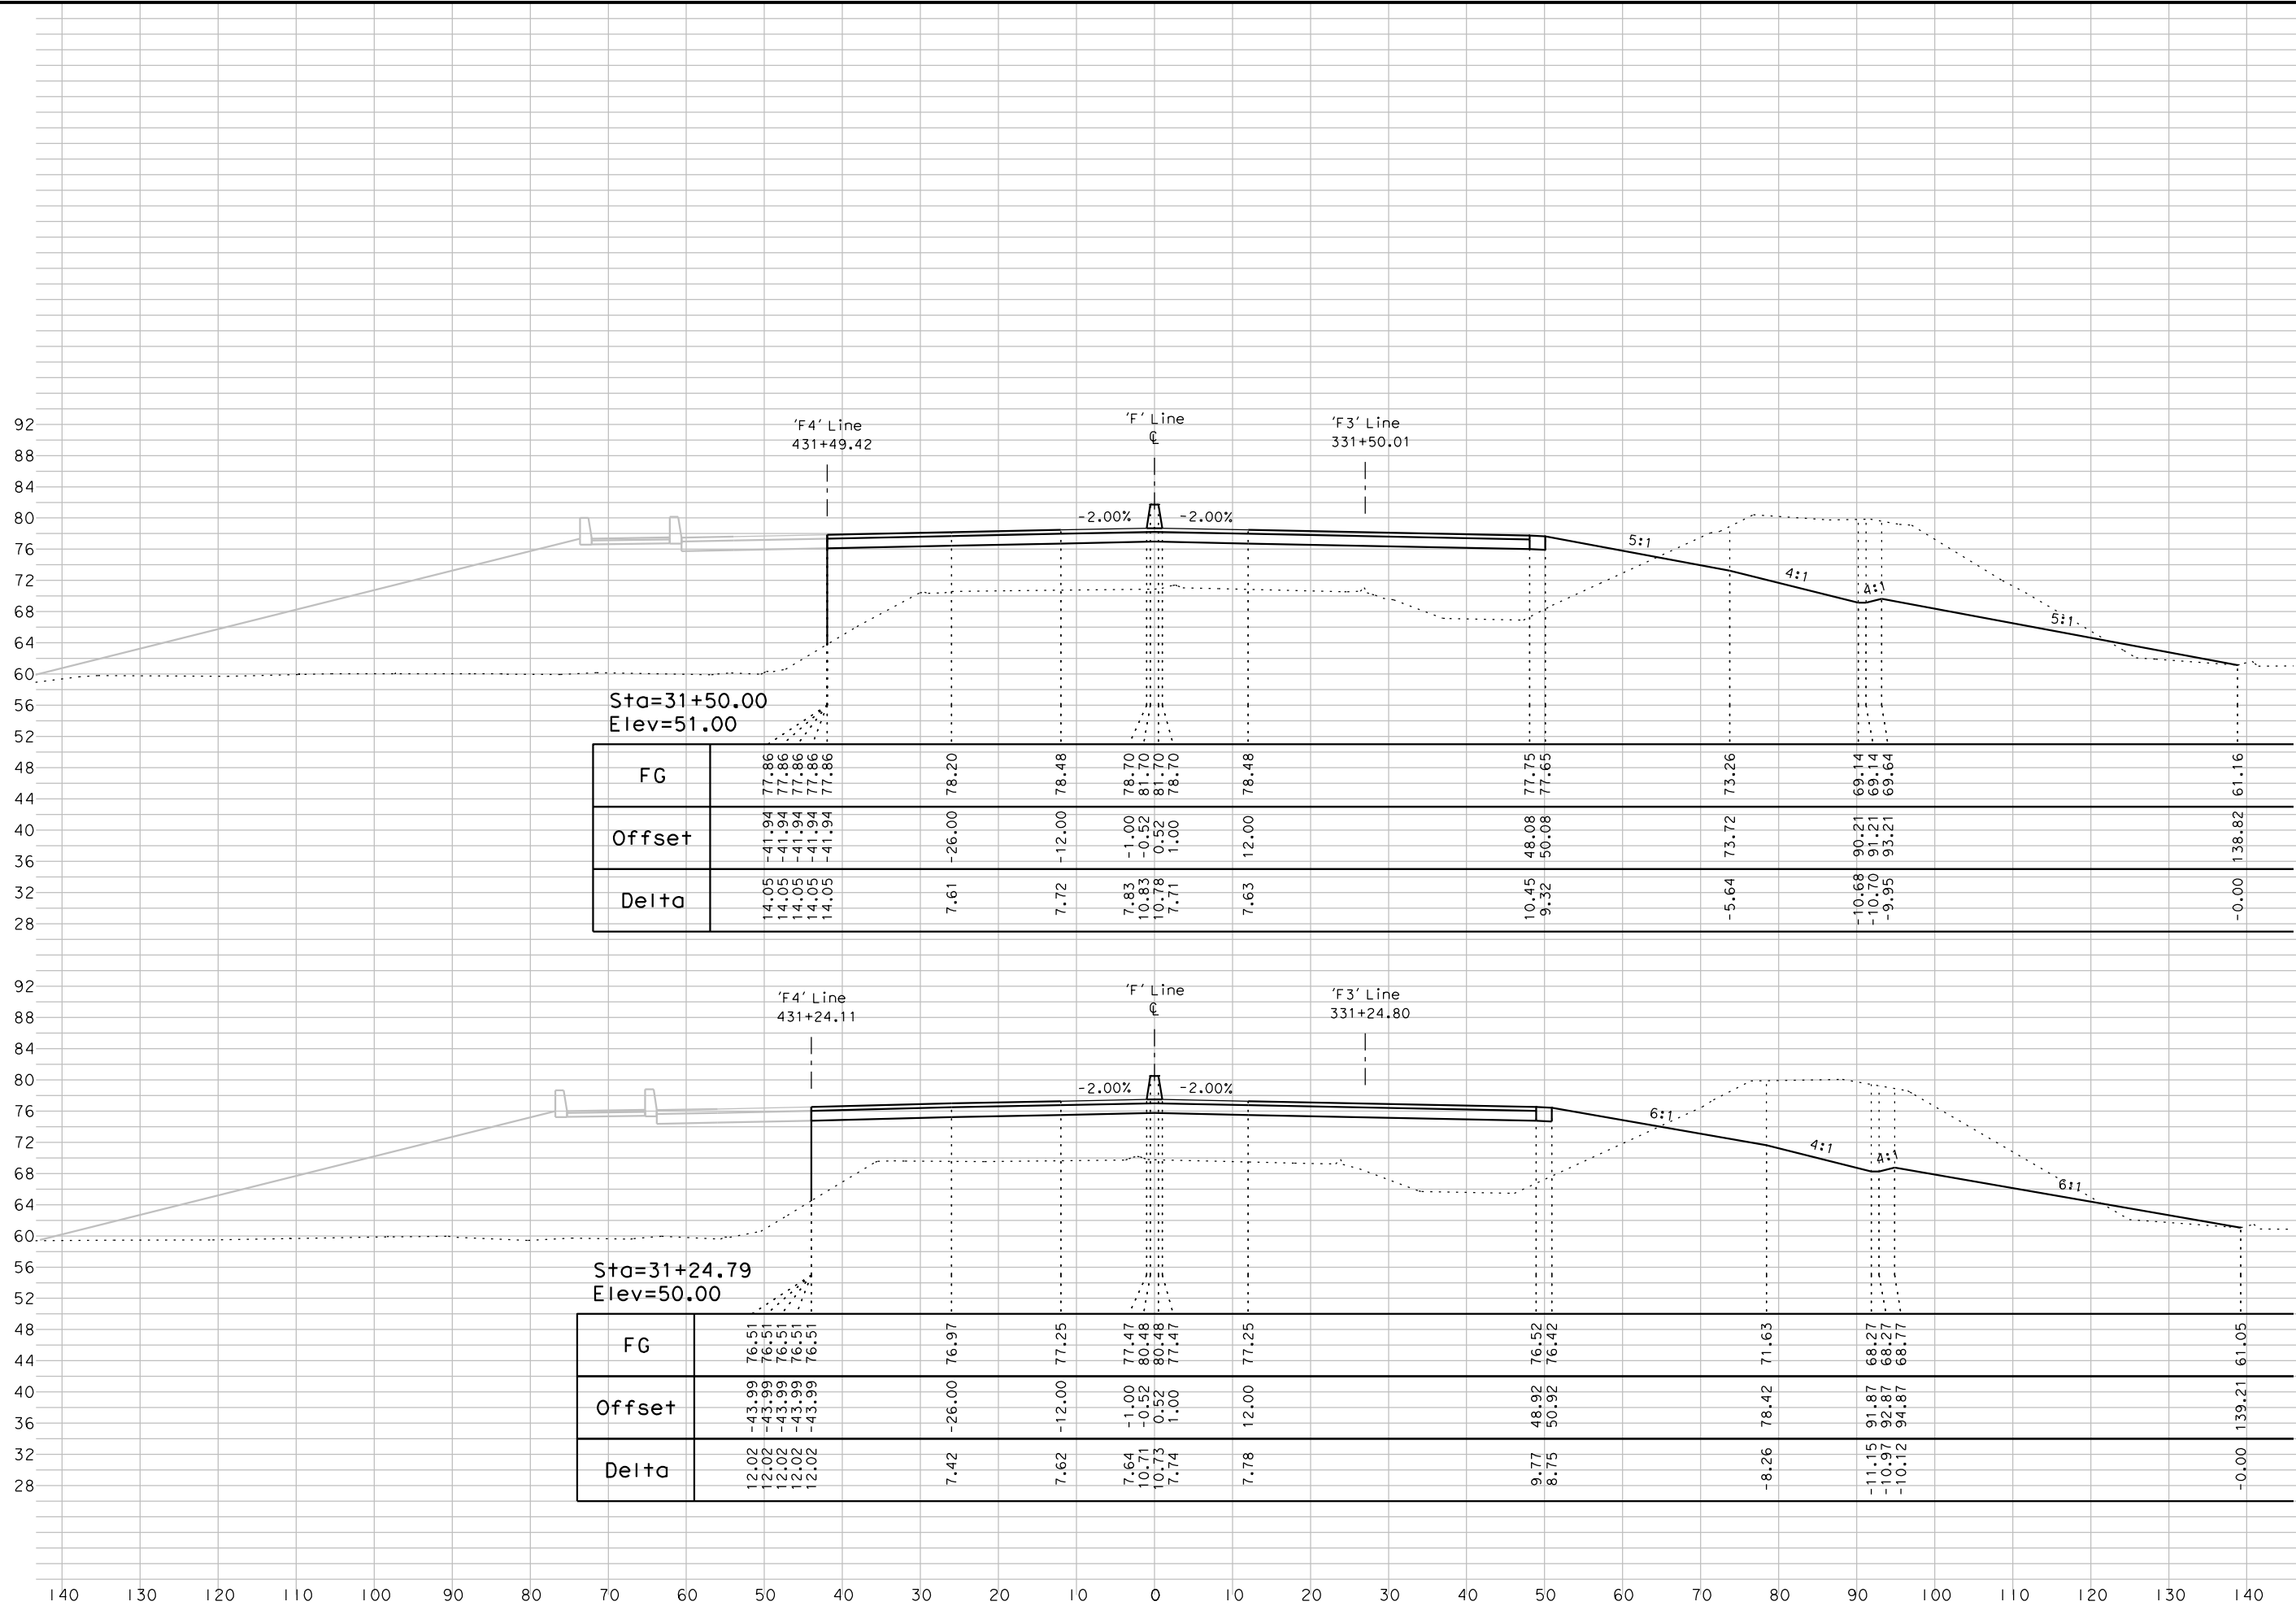 'F4' Line
431+49.42
'F' Line
℄
'F3' Line
331+50.01
92
88
84
80
76
72
68
64
60
56
52
48
44
40
36
32
28
-2.00% -2.00%
5:1
4:1
4:1
5:1
Sta=31+50.00
Elev=51.00
FG 77.86 77.86 77.86 77.86 77.86 78.20 78.48 78.70 81.70 81.70 78.70 78.48 77.75 77.65 73.26 69.14 69.14 69.64 61.16
Offset -41.94 -41.94 -41.94 -41.94 -41.94 -26.00 -12.00 -1.00 -0.52 0.52 1.00 12.00 48.08 50.08 73.72 90.21 91.21 93.21 138.82
Delta 14.05 14.05 14.05 14.05 14.05 7.61 7.72 7.83 10.83 10.78 7.71 7.63 10.45 9.32 -5.64 -10.68 -10.70 -9.95 -0.00
'F4' Line
431+24.11
'F' Line
℄
'F3' Line
331+24.80
92
88
84
80
76
72
68
64
60
56
52
48
44
40
36
32
28
-2.00% -2.00%
6:1
4:1
4:1
6:1
Sta=31+24.79
Elev=50.00
FG 76.51 76.51 76.51 76.51 76.51 76.97 77.25 77.47 80.48 80.48 77.47 77.25 76.52 76.42 71.63 68.27 68.27 68.77 61.05
Offset -43.99 -43.99 -43.99 -43.99 -43.99 -26.00 -12.00 -1.00 -0.52 0.52 1.00 12.00 48.92 50.92 78.42 91.87 92.87 94.87 139.21
Delta 12.02 12.02 12.02 12.02 12.02 7.42 7.62 7.64 10.71 10.73 7.74 7.78 9.77 8.75 -8.26 -11.15 -10.97 -10.12 -0.00
140 130 120 110 100 90 80 70 60 50 40 30 20 10 0 10 20 30 40 50 60 70 80 90 100 110 120 130 140